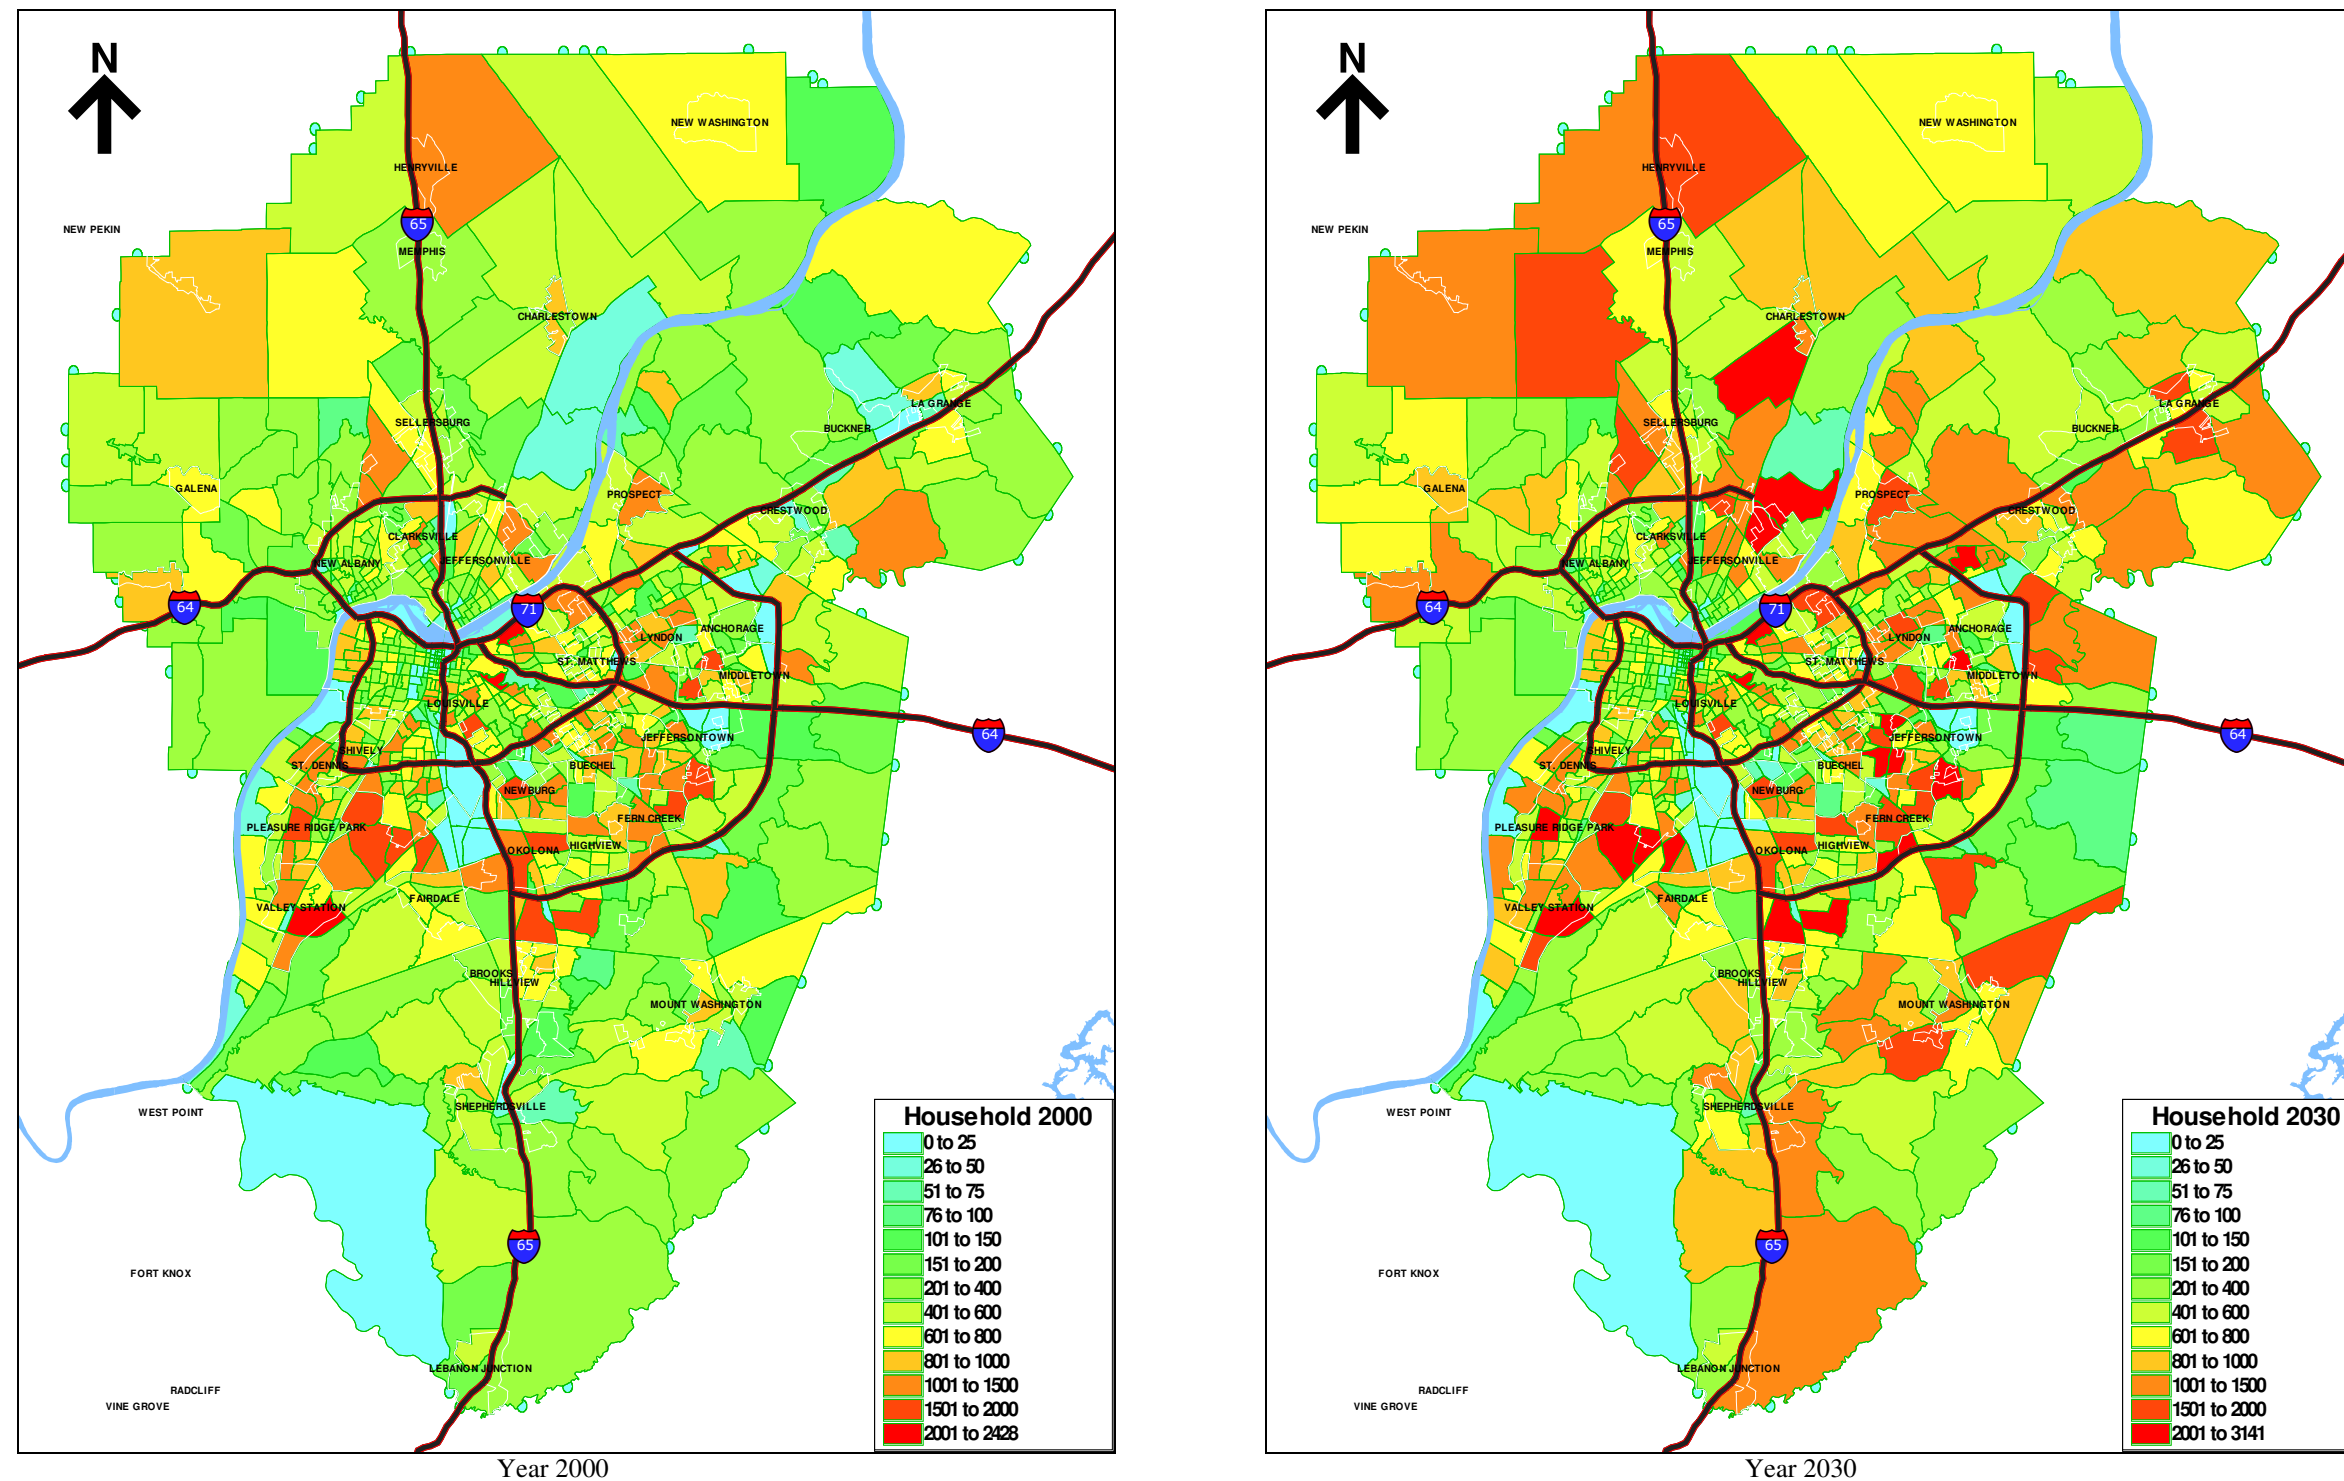 N
NEW WASHINGTON
HENRYVILLE
65
NEW PEKIN
MEMPHIS
CHARLESTOWN
LA GRANGE
SELLERSBURG
BUCKNER
GALENA
PROSPECT
CRESTWOOD
CLARKSVILLE
JEFFERSONVILLE
NEW ALBANY
64
71
ANCHORAGE
LYNDON
ST. MATTHEWS
MIDDLETOWN
LOUISVILLE
64
JEFFERSONTOWN
SHIVELY
ST. DENNIS
BUECHEL
NEWBURG
FERN CREEK
PLEASURE RIDGE PARK
OKOLONA
HIGHVIEW
FAIRDALE
VALLEY STATION
BROOKS
HILLVIEW
MOUNT WASHINGTON
WEST POINT
SHEPHERDSVILLE
65
FORT KNOX
LEBANON JUNCTION
RADCLIFF
VINE GROVE
Household 2000
0 to 25
26 to 50
51 to 75
76 to 100
101 to 150
151 to 200
201 to 400
401 to 600
601 to 800
801 to 1000
1001 to 1500
1501 to 2000
2001 to 2428
Year 2000
N
NEW WASHINGTON
HENRYVILLE
65
NEW PEKIN
MEMPHIS
CHARLESTOWN
LA GRANGE
SELLERSBURG
BUCKNER
GALENA
PROSPECT
CRESTWOOD
CLARKSVILLE
JEFFERSONVILLE
NEW ALBANY
64
71
ANCHORAGE
LYNDON
ST. MATTHEWS
MIDDLETOWN
LOUISVILLE
64
JEFFERSONTOWN
SHIVELY
ST. DENNIS
BUECHEL
NEWBURG
FERN CREEK
PLEASURE RIDGE PARK
OKOLONA
HIGHVIEW
FAIRDALE
VALLEY STATION
BROOKS
HILLVIEW
MOUNT WASHINGTON
WEST POINT
SHEPHERDSVILLE
65
FORT KNOX
LEBANON JUNCTION
RADCLIFF
VINE GROVE
Household 2030
0 to 25
26 to 50
51 to 75
76 to 100
101 to 150
151 to 200
201 to 400
401 to 600
601 to 800
801 to 1000
1001 to 1500
1501 to 2000
2001 to 3141
Year 2030